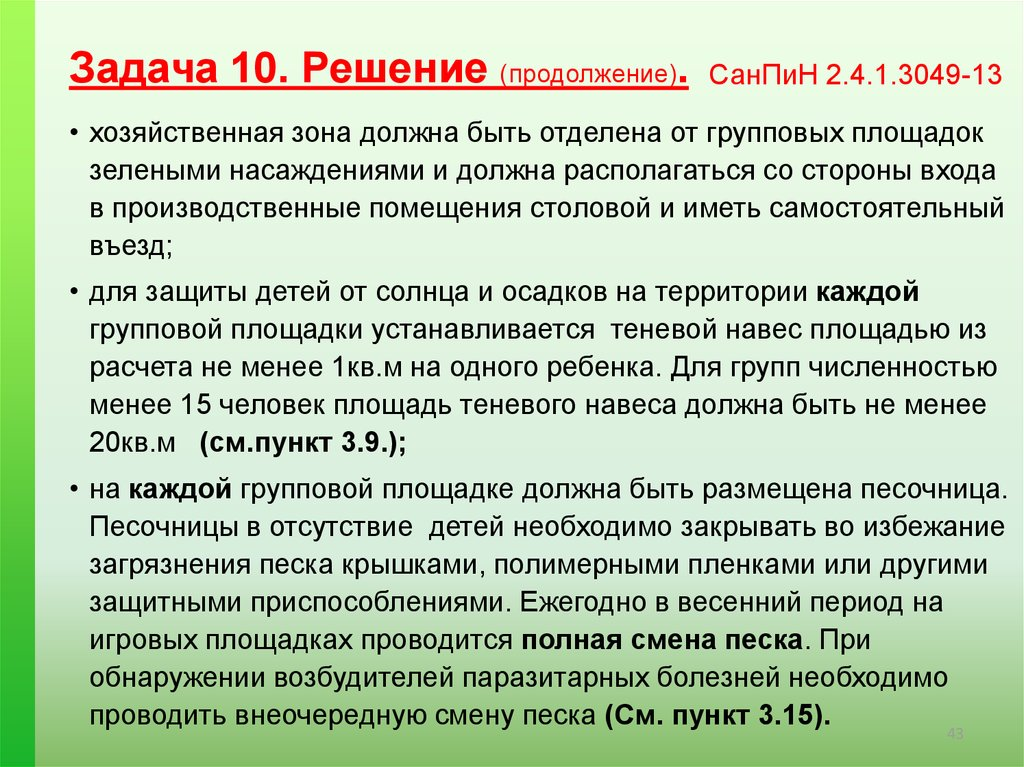 Задача 10. Решение (продолжение). СанПиН 2.4.1.3049-13
• хозяйственная зона должна быть отделена от групповых площадок
зелеными насаждениями и должна располагаться со стороны входа
в производственные помещения столовой и иметь самостоятельный
въезд;
• для защиты детей от солнца и осадков на территории каждой
групповой площадки устанавливается теневой навес площадью из
расчета не менее 1кв.м на одного ребенка. Для групп численностью
менее 15 человек площадь теневого навеса должна быть не менее
20кв.м (см.пункт 3.9.);
• на каждой групповой площадке должна быть размещена песочница.
Песочницы в отсутствие детей необходимо закрывать во избежание
загрязнения песка крышками, полимерными пленками или другими
защитными приспособлениями. Ежегодно в весенний период на
игровых площадках проводится полная смена песка. При
обнаружении возбудителей паразитарных болезней необходимо
проводить внеочередную смену песка (См. пункт 3.15).
43